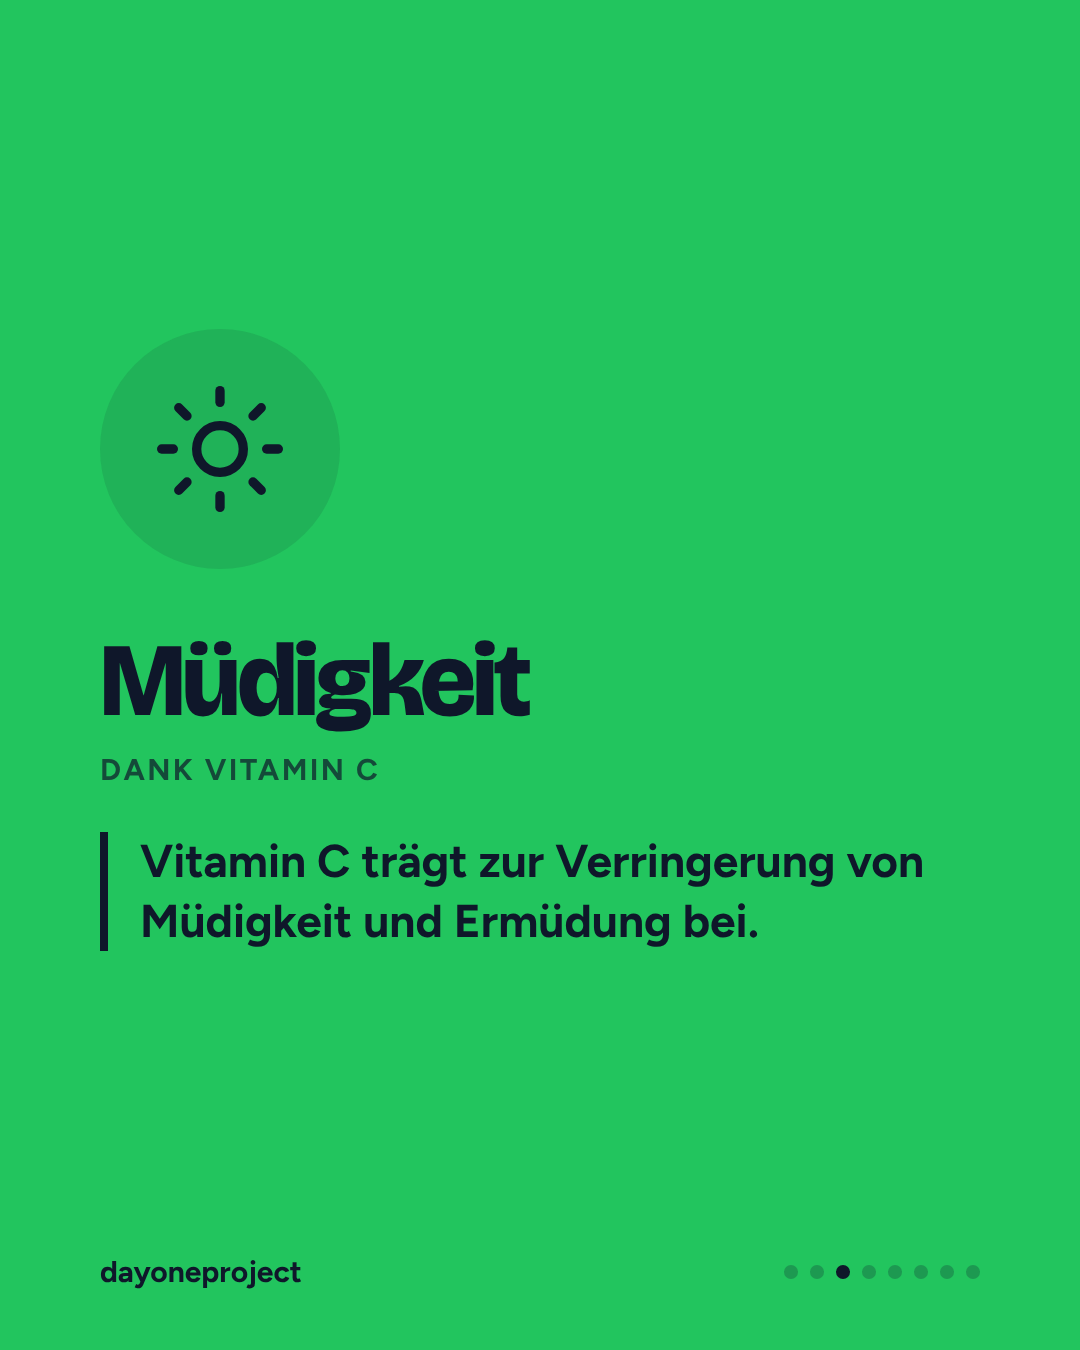 Müdigkeit
DANK VITAMIN C
Vitamin C trägt zur Verringerung von
Müdigkeit und Ermüdung bei.
dayoneproject